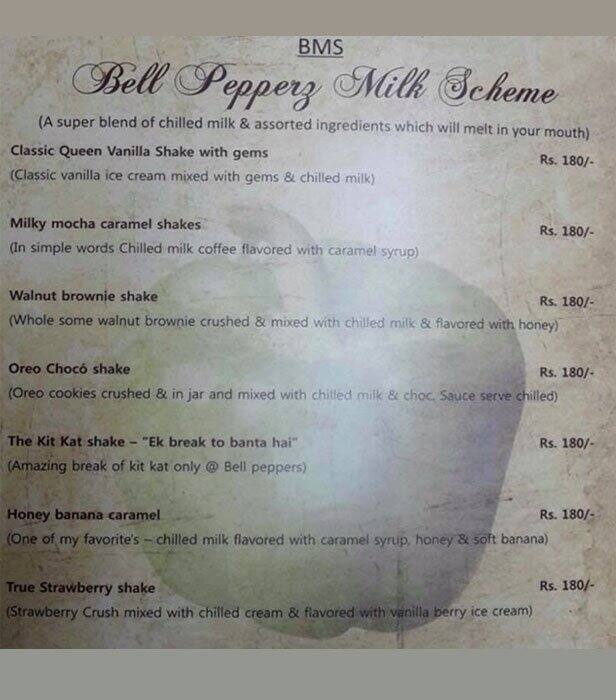 BMS
Bell Pepperz Milk Scheme
(A super blend of chilled milk & assorted ingredients which will melt in your mouth)
Classic Queen Vanilla Shake with gems Rs. 180/-
(Classic vanilla ice cream mixed with gems & chilled milk)
Milky mocha caramel shakes Rs. 180/-
(In simple words Chilled milk coffee flavored with caramel syrup)
Walnut brownie shake Rs. 180/-
(Whole some walnut brownie crushed & mixed with chilled milk & flavored with honey)
Oreo Chocó shake Rs. 180/-
(Oreo cookies crushed & in jar and mixed with chilled milk & choc. Sauce serve chilled)
The Kit Kat shake – "Ek break to banta hai" Rs. 180/-
(Amazing break of kit kat only @ Bell peppers)
Honey banana caramel Rs. 180/-
(One of my favorite's – chilled milk flavored with caramel syrup, honey & soft banana)
True Strawberry shake Rs. 180/-
(Strawberry Crush mixed with chilled cream & flavored with vanilla berry ice cream)